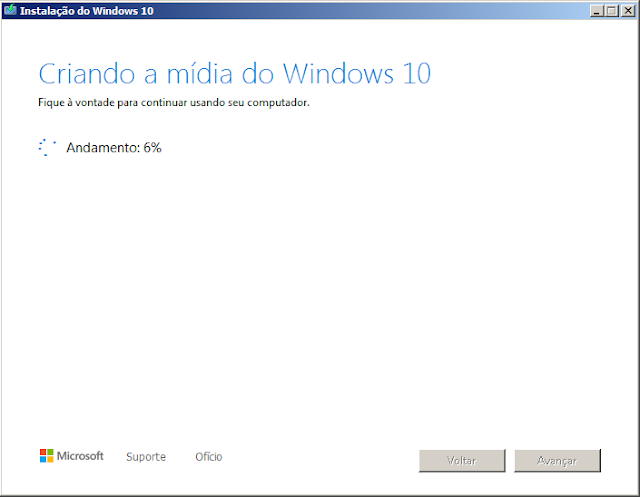 Instalação do Windows 10
Criando a mídia do Windows 10
Fique à vontade para continuar usando seu computador.
Andamento: 6%
Microsoft Suporte Ofício Voltar Avançar